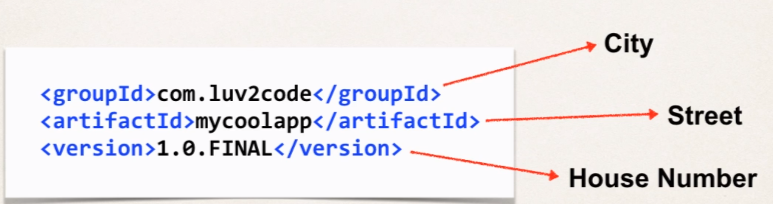 City
<groupId>com.luv2code</groupId>
<artifactId>mycoolapp</artifactId>
Street
<version>1.0.FINAL</version>
House Number